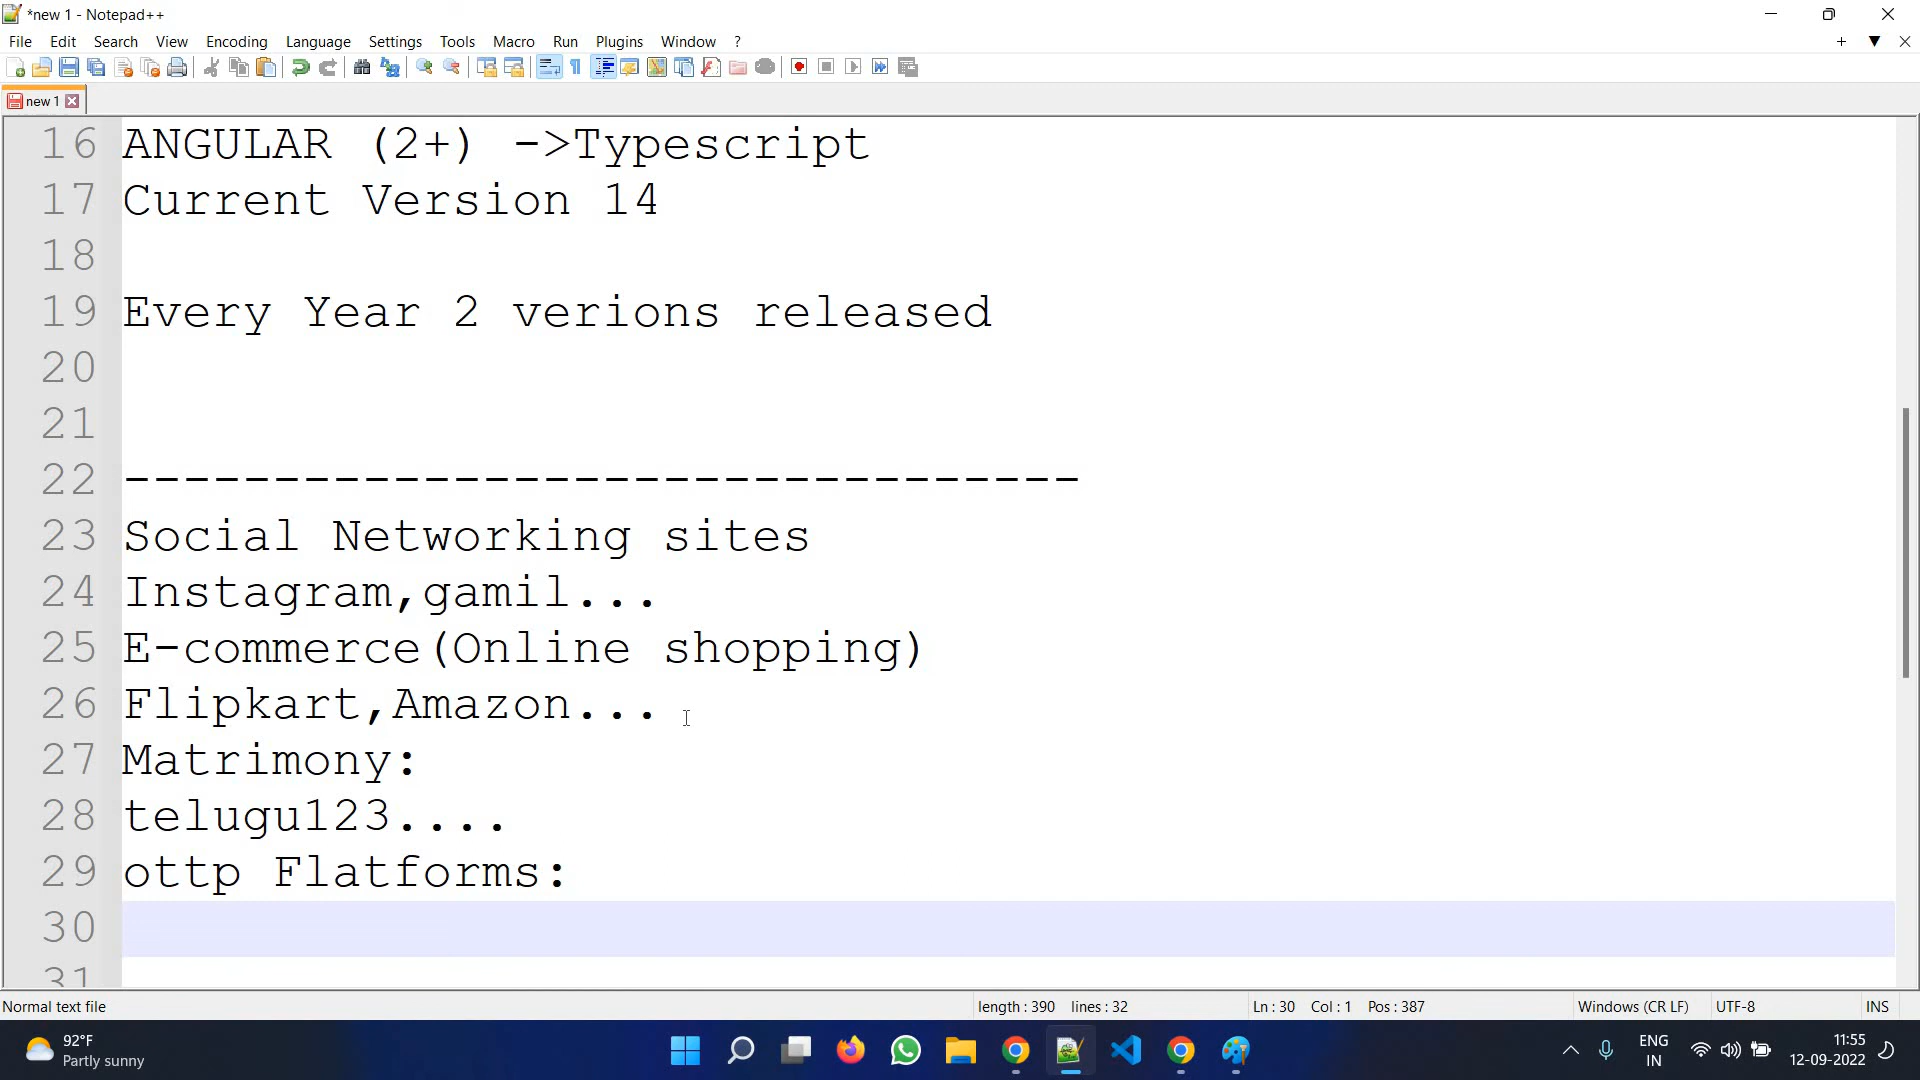 *new 1 - Notepad++
File Edit Search View Encoding Language Settings Tools Macro Run Plugins Window ?
new 1
16 ANGULAR (2+) ->Typescript
17 Current Version 14
18
19 Every Year 2 verions released
20
21
22 --------------------------------
23 Social Networking sites
24 Instagram,gamil...
25 E-commerce(Online shopping)
26 Flipkart,Amazon...
27 Matrimony:
28 telugu123....
29 ottp Flatforms:
30
31
Normal text file length : 390 lines : 32 Ln : 30 Col : 1 Pos : 387 Windows (CR LF) UTF-8 INS
92°F
Partly sunny
ENG
IN
11:55
12-09-2022